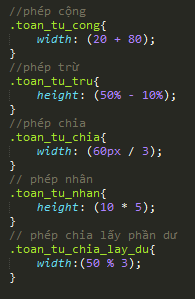 //phép cộng
.toan_tu_cong{
width: (20 + 80);
}
//phép trừ
.toan_tu_tru{
height: (50% - 10%);
}
//phép chia
.toan_tu_chia{
width: (60px / 3);
}
// phép nhân
.toan_tu_nhan{
height: (10 * 5);
}
// phép chia lấy phần dư
.toan_tu_chia_lay_du{
width:(50 % 3);
}